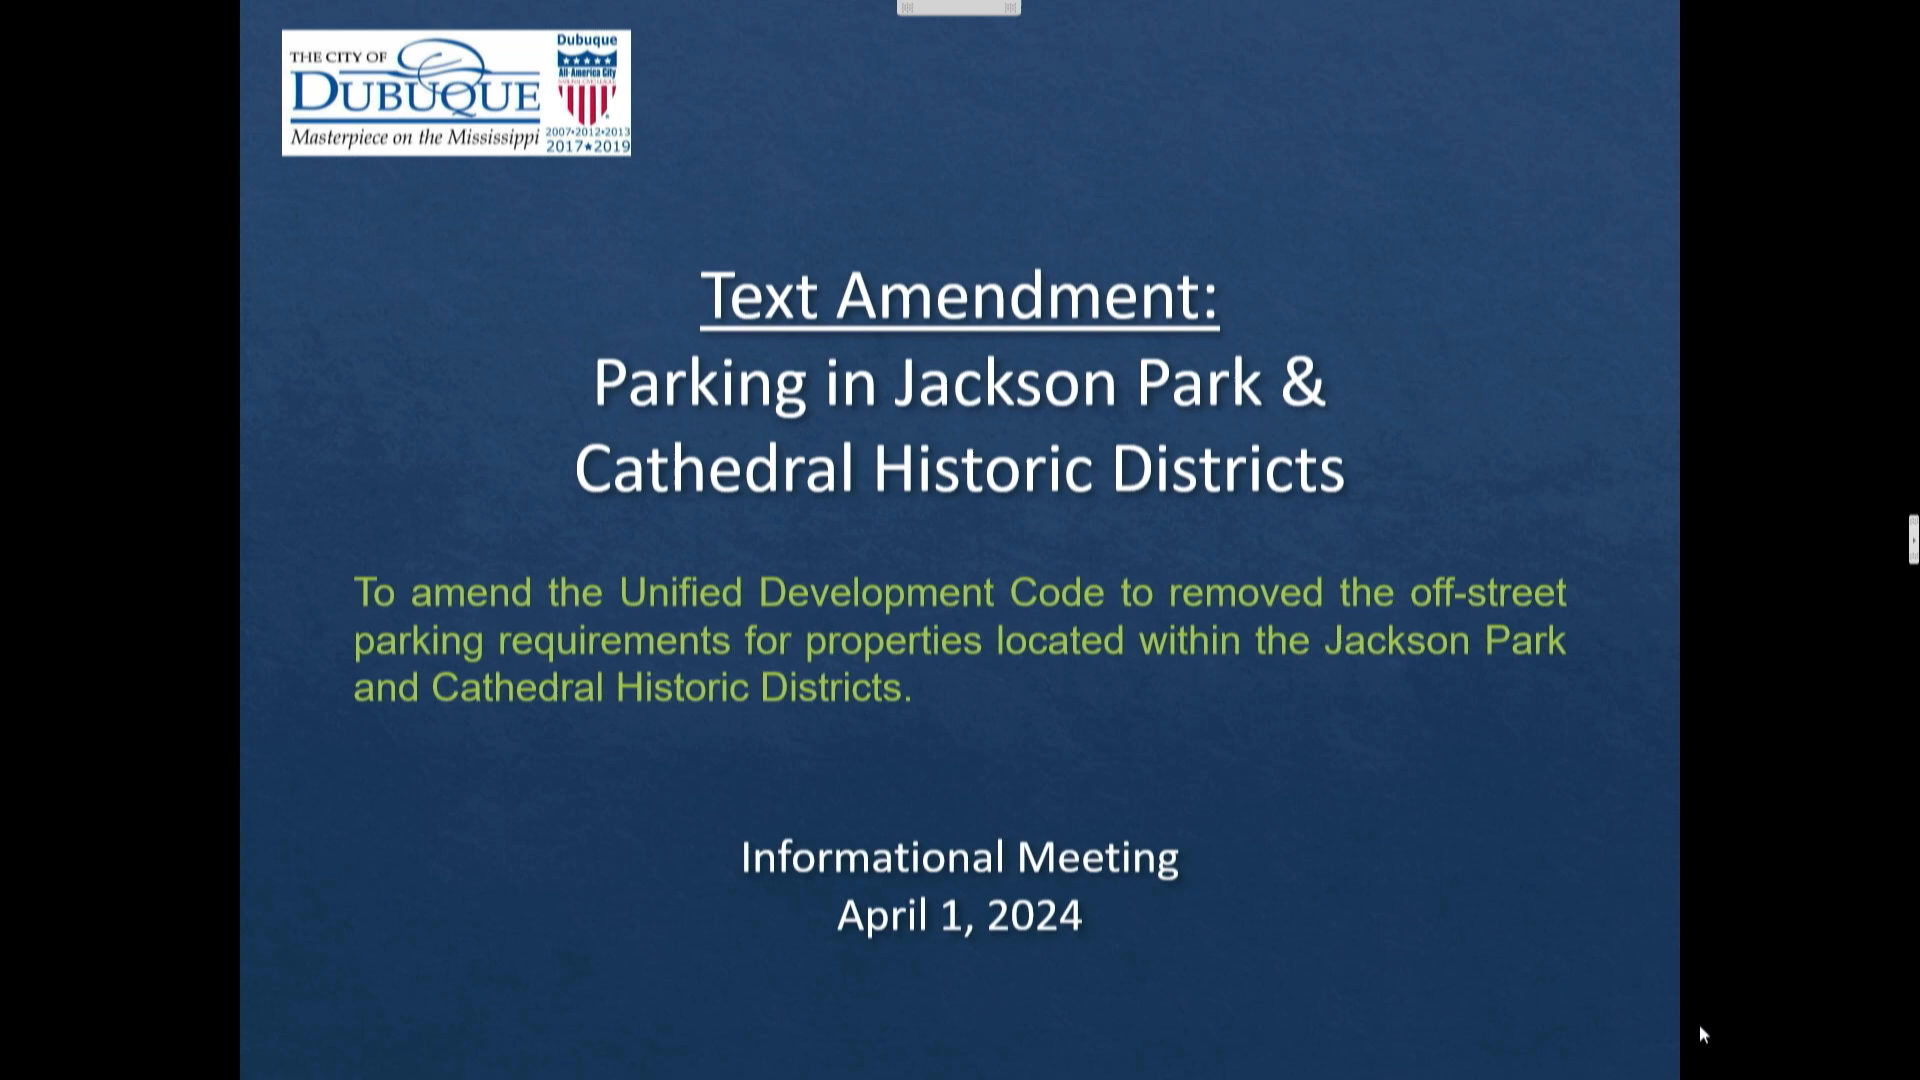 THE CITY OF
DUBUQUE
Masterpiece on the Mississippi
Dubuque
All-America City
2007•2012•2013
2017★2019
Text Amendment:
Parking in Jackson Park &
Cathedral Historic Districts
To amend the Unified Development Code to removed the off-street
parking requirements for properties located within the Jackson Park
and Cathedral Historic Districts.
Informational Meeting
April 1, 2024